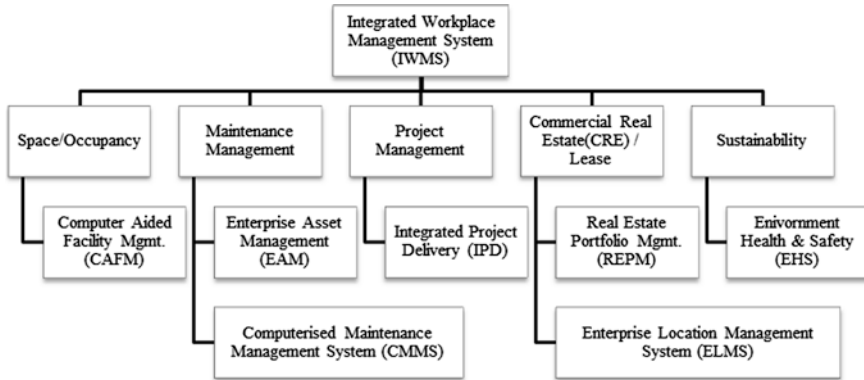 Integrated Workplace
Management System
(IWMS)
Space/Occupancy
Maintenance
Management
Project
Management
Commercial Real
Estate(CRE) /
Lease
Sustainability
Computer Aided
Facility Mgmt.
(CAFM)
Enterprise Asset
Management
(EAM)
Integrated Project
Delivery (IPD)
Real Estate
Portfolio Mgmt.
(REPM)
Enivornment
Health & Safety
(EHS)
Computerised Maintenance
Management System (CMMS)
Enterprise Location Management
System (ELMS)